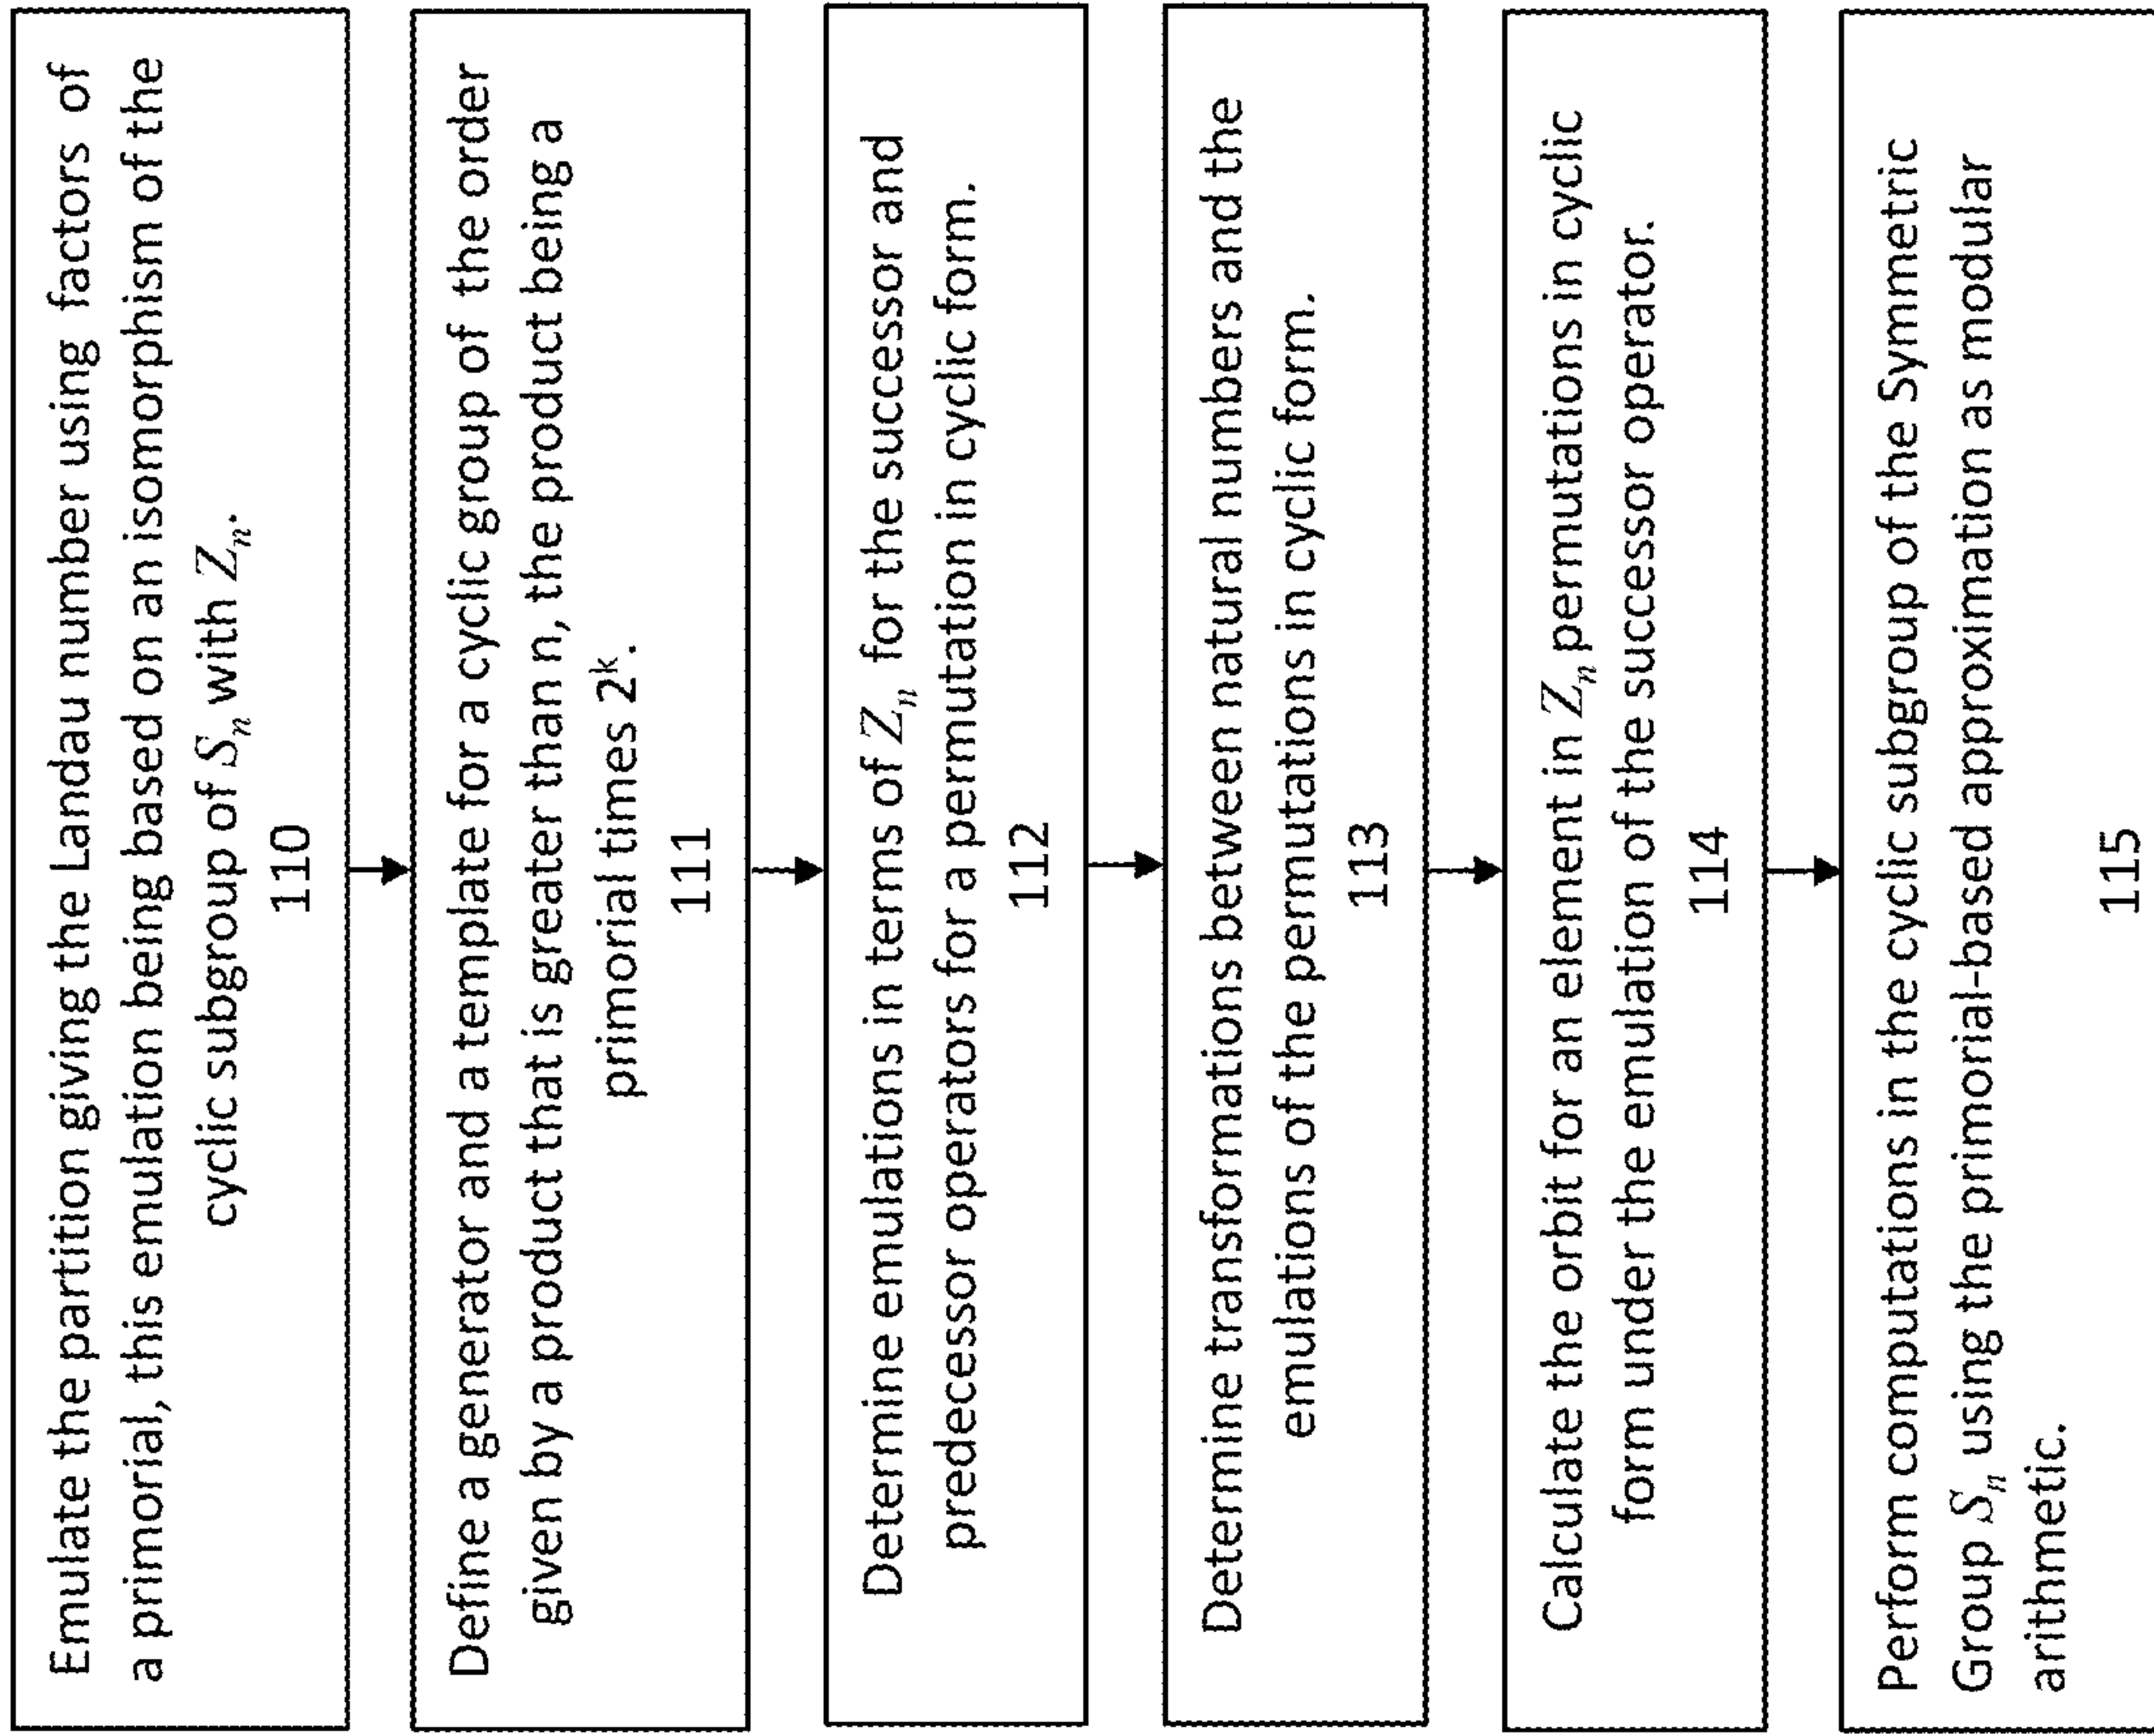 Emulate the partition giving the Landau number using factors of
a primorial, this emulation being based on an isomorphism of the
cyclic subgroup of Sₙ with Zₙ.
110
Define a generator and a template for a cyclic group of the order
given by a product that is greater than n, the product being a
primorial times 2ᵏ.
111
Determine emulations in terms of Zₙ for the successor and
predecessor operators for a permutation in cyclic form.
112
Determine transformations between natural numbers and the
emulations of the permutations in cyclic form.
113
Calculate the orbit for an element in Zₙ permutations in cyclic
form under the emulation of the successor operator.
114
Perform computations in the cyclic subgroup of the Symmetric
Group Sₙ using the primorial-based approximation as modular
arithmetic.
115